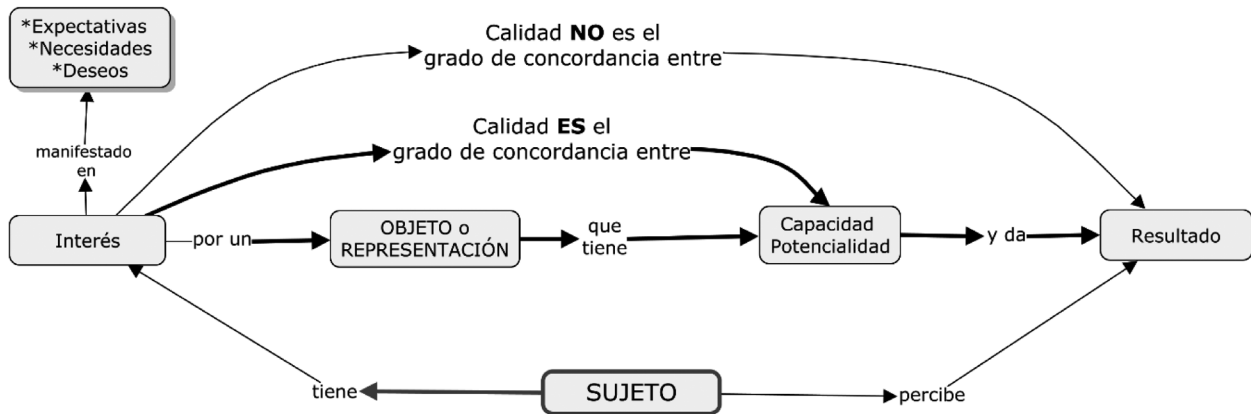 *Expectativas
*Necesidades
*Deseos
Calidad NO es el
grado de concordancia entre
Calidad ES el
grado de concordancia entre
manifestado
en
Interés
por un
OBJETO o
REPRESENTACIÓN
que
tiene
Capacidad
Potencialidad
y da
Resultado
tiene
SUJETO
percibe